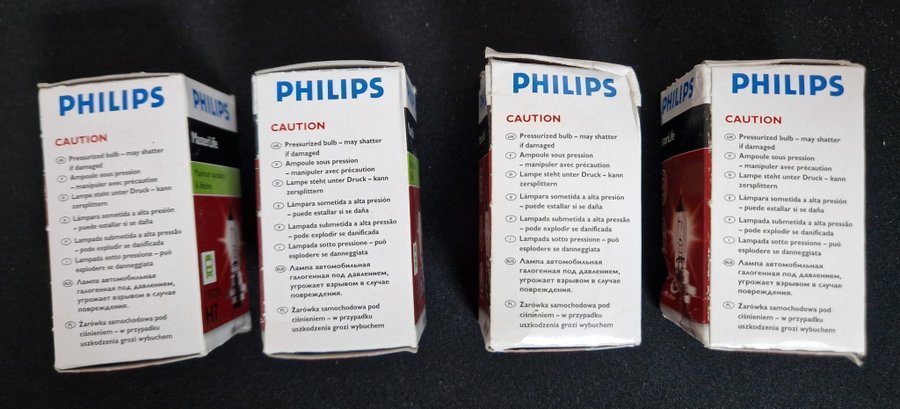 PHILIPS
CAUTION
Pressurized bulb – may shatter
if damaged
Ampoule sous pression
– manipuler avec précaution
Lampe steht unter Druck – kann
zersplittern
Lámpara sometida a alta presión
– puede estallar si se daña
Lampada submetida a alta pressão
– pode explodir se danificada
Lampada sotto pressione – può
esplodere se danneggiata
Лампа автомобильная
галогенная под давлением,
угрожает взрывом в случае
повреждения.
Żarówka samochodowa pod
ciśnieniem – w przypadku
uszkodzenia grozi wybuchem
PHILIPS
H7
PHILIPS
CAUTION
Pressurized bulb – may shatter
if damaged
Ampoule sous pression
– manipuler avec précaution
Lampe steht unter Druck – kann
zersplittern
Lámpara sometida a alta presión
– puede estallar si se daña
Lampada submetida a alta pressão
– pode explodir se danificada
Lampada sotto pressione – può
esplodere se danneggiata
Лампа автомобильная
галогенная под давлением,
угрожает взрывом в случае
повреждения.
Żarówka samochodowa pod
ciśnieniem – w przypadku
uszkodzenia grozi wybuchem
PHILIPS
CAUTION
Pressurized bulb – may shatter
if damaged
Ampoule sous pression
– manipuler avec précaution
Lampe steht unter Druck – kann
zersplittern
Lámpara sometida a alta presión
– puede estallar si se daña
Lampada submetida a alta pressão
– pode explodir se danificada
Lampada sotto pressione – può
esplodere se danneggiata
Лампа автомобильная
галогенная под давлением,
угрожает взрывом в случае
повреждения.
Żarówka samochodowa pod
ciśnieniem – w przypadku
uszkodzenia grozi wybuchem
PHILIPS
PHILIPS
CAUTION
Pressurized bulb – may shatter
if damaged
Ampoule sous pression
– manipuler avec précaution
Lampe steht unter Druck – kann
zersplittern
Lámpara sometida a alta presión
– puede estallar si se daña
Lampada submetida a alta pressão
– pode explodir se danificada
Lampada sotto pressione – può
esplodere se danneggiata
Лампа автомобильная
галогенная под давлением,
угрожает взрывом в случае
повреждения.
Żarówka samochodowa pod
ciśnieniem – w przypadku
uszkodzenia grozi wybuchem